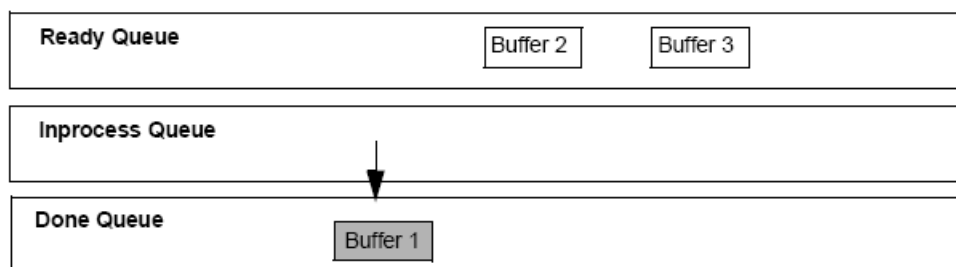 Ready Queue
Buffer 2
Buffer 3
Inprocess Queue
Done Queue
Buffer 1